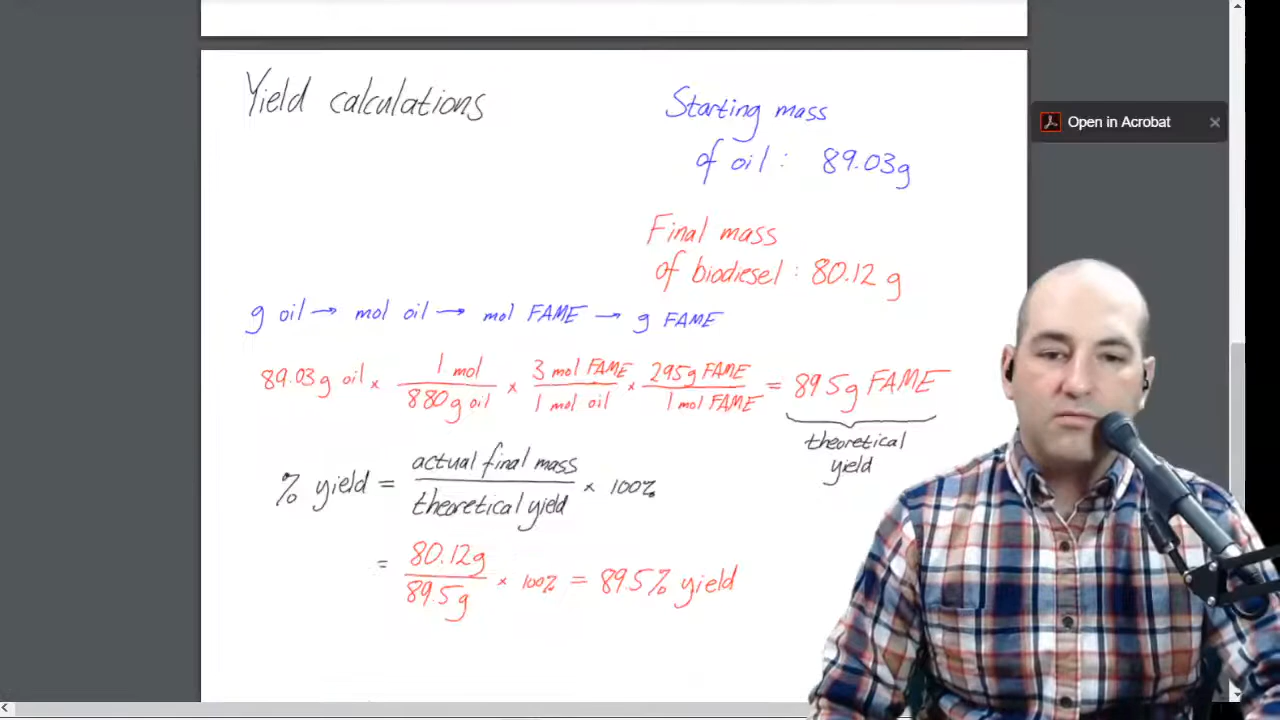 Yield calculations
Starting mass
of oil : 89.03g
Open in Acrobat
Final mass
of biodiesel : 80.12 g
g oil → mol oil → mol FAME → g FAME
89.03g oil × 1 mol / 880 g oil × 3 mol FAME / 1 mol oil × 295g FAME / 1 mol FAME = 89.5g FAME
theoretical
yield
% yield = actual final mass / theoretical yield × 100%
= 80.12g / 89.5g × 100% = 89.5% yield